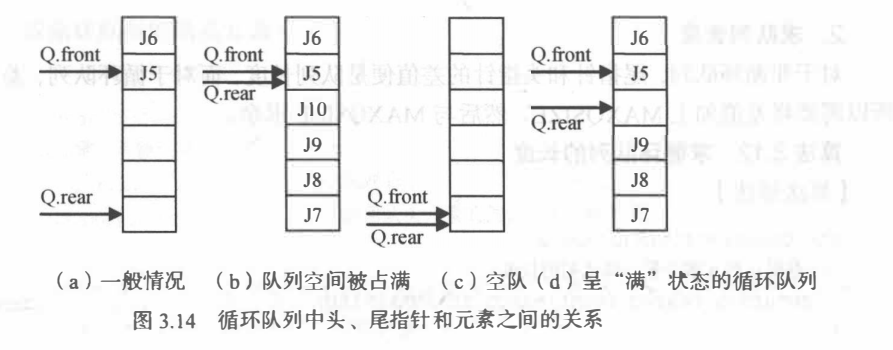 J6
Q.front
J5
Q.rear
J6
Q.front
J5
Q.rear
J10
J9
J8
J7
Q.front
Q.rear
J6
Q.front
J5
Q.rear
J9
J8
J7
(a)一般情况 (b)队列空间被占满 (c)空队(d)呈“满”状态的循环队列
图 3.14 循环队列中头、尾指针和元素之间的关系